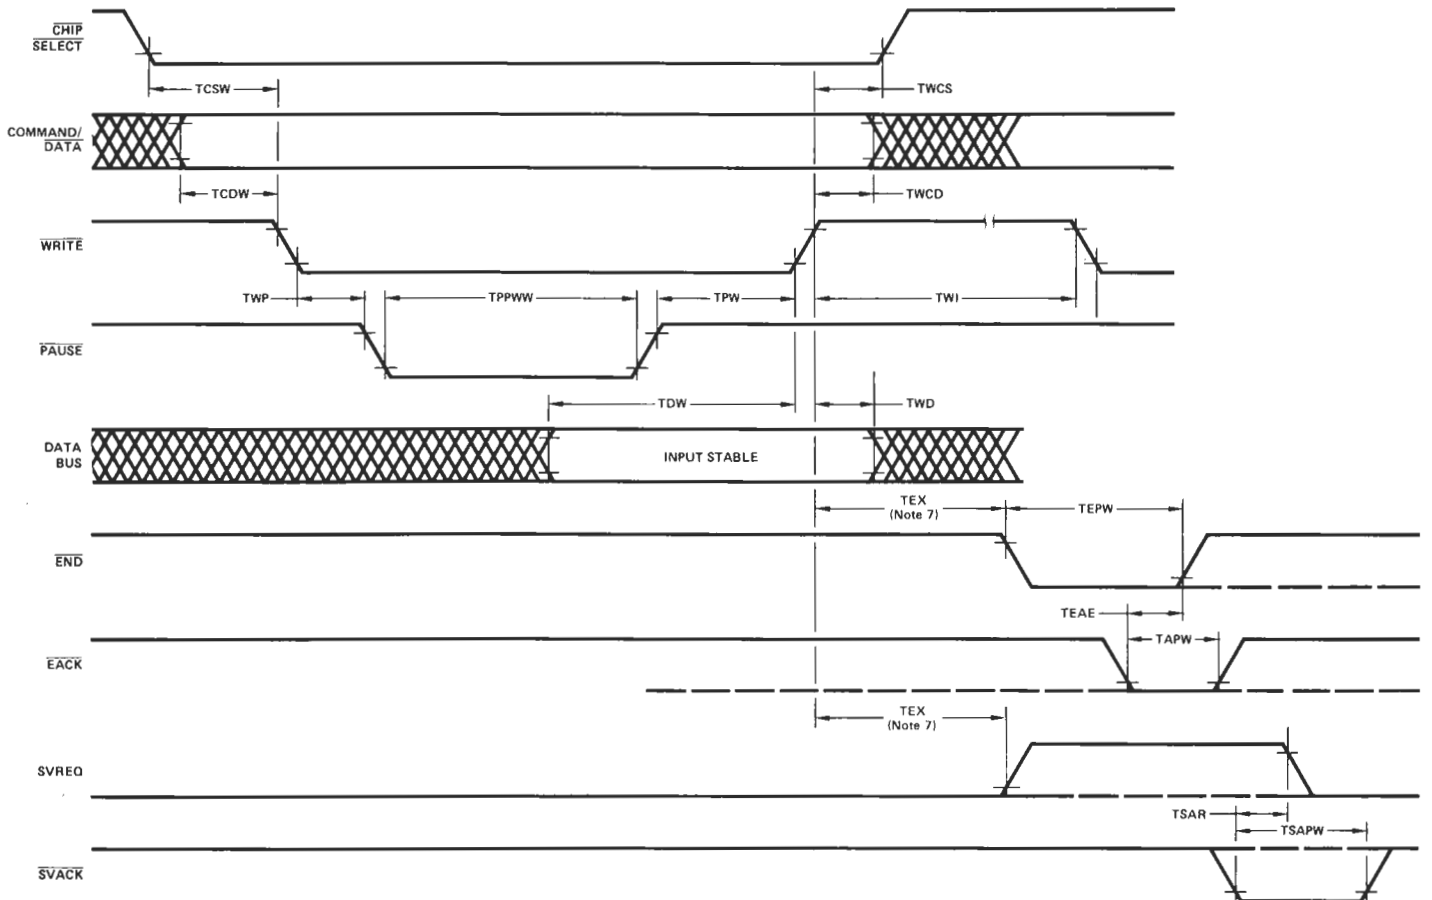 CHIP
SELECT
TCSW
TWCS
COMMAND/
DATA
TCDW
TWCD
WRITE
TWP
TPPWW
TPW
TWI
PAUSE
TDW
TWD
DATA
BUS
INPUT STABLE
TEX
(Note 7)
TEPW
END
TEAE
TAPW
EACK
TEX
(Note 7)
SVREQ
TSAR
TSAPW
SVACK